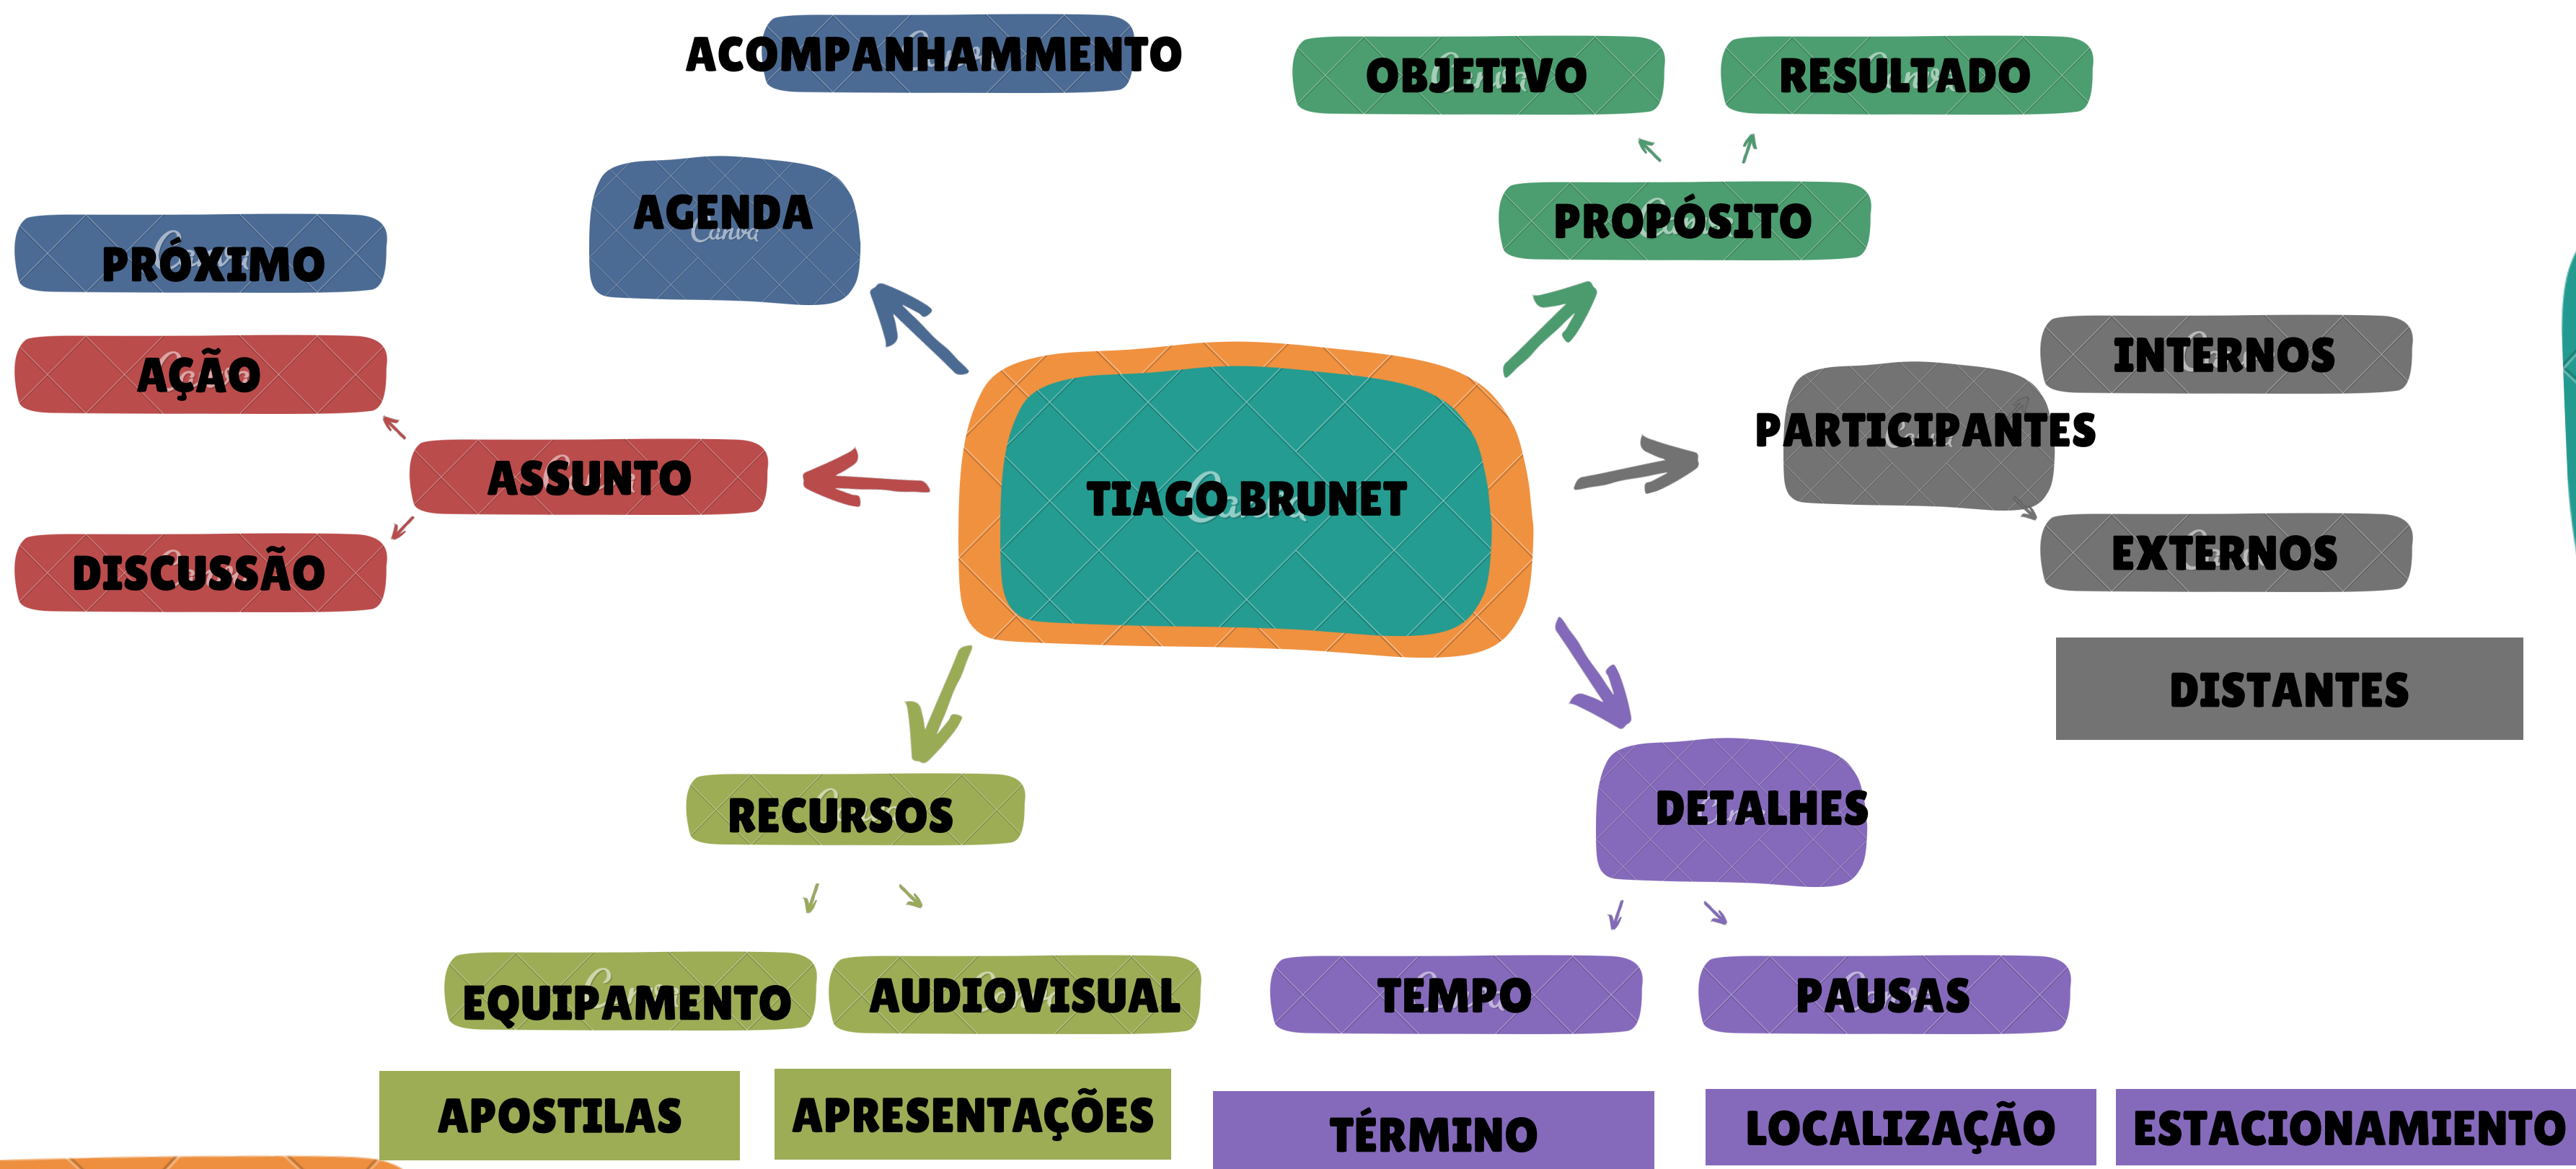 ACOMPANHAMMENTO
OBJETIVO
RESULTADO
AGENDA
PROPÓSITO
PRÓXIMO
AÇÃO
INTERNOS
PARTICIPANTES
ASSUNTO
TIAGO BRUNET
DISCUSSÃO
EXTERNOS
DISTANTES
RECURSOS
DETALHES
EQUIPAMENTO
AUDIOVISUAL
TEMPO
PAUSAS
APOSTILAS
APRESENTAÇÕES
TÉRMINO
LOCALIZAÇÃO
ESTACIONAMIENTO
Canva